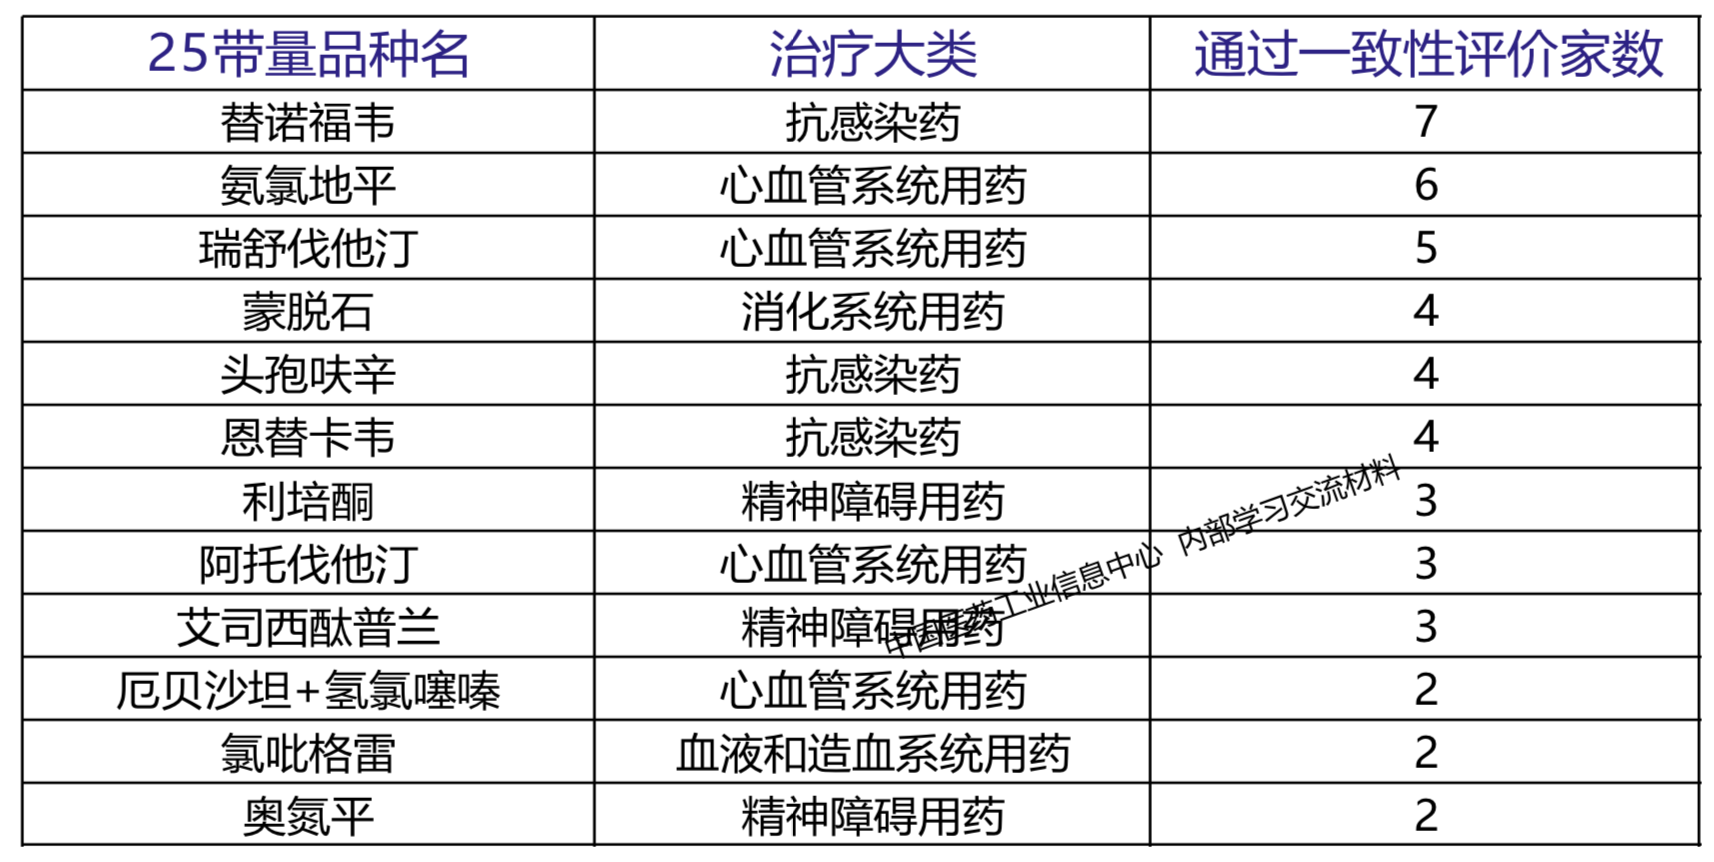 25带量品种名 治疗大类 通过一致性评价家数
替诺福韦 抗感染药 7
氨氯地平 心血管系统用药 6
瑞舒伐他汀 心血管系统用药 5
蒙脱石 消化系统用药 4
头孢呋辛 抗感染药 4
恩替卡韦 抗感染药 4
利培酮 精神障碍用药 3
阿托伐他汀 心血管系统用药 3
艾司西酞普兰 精神障碍用药 3
厄贝沙坦+氢氯噻嗪 心血管系统用药 2
氯吡格雷 血液和造血系统用药 2
奥氮平 精神障碍用药 2
中国医药工业信息中心 内部学习交流材料